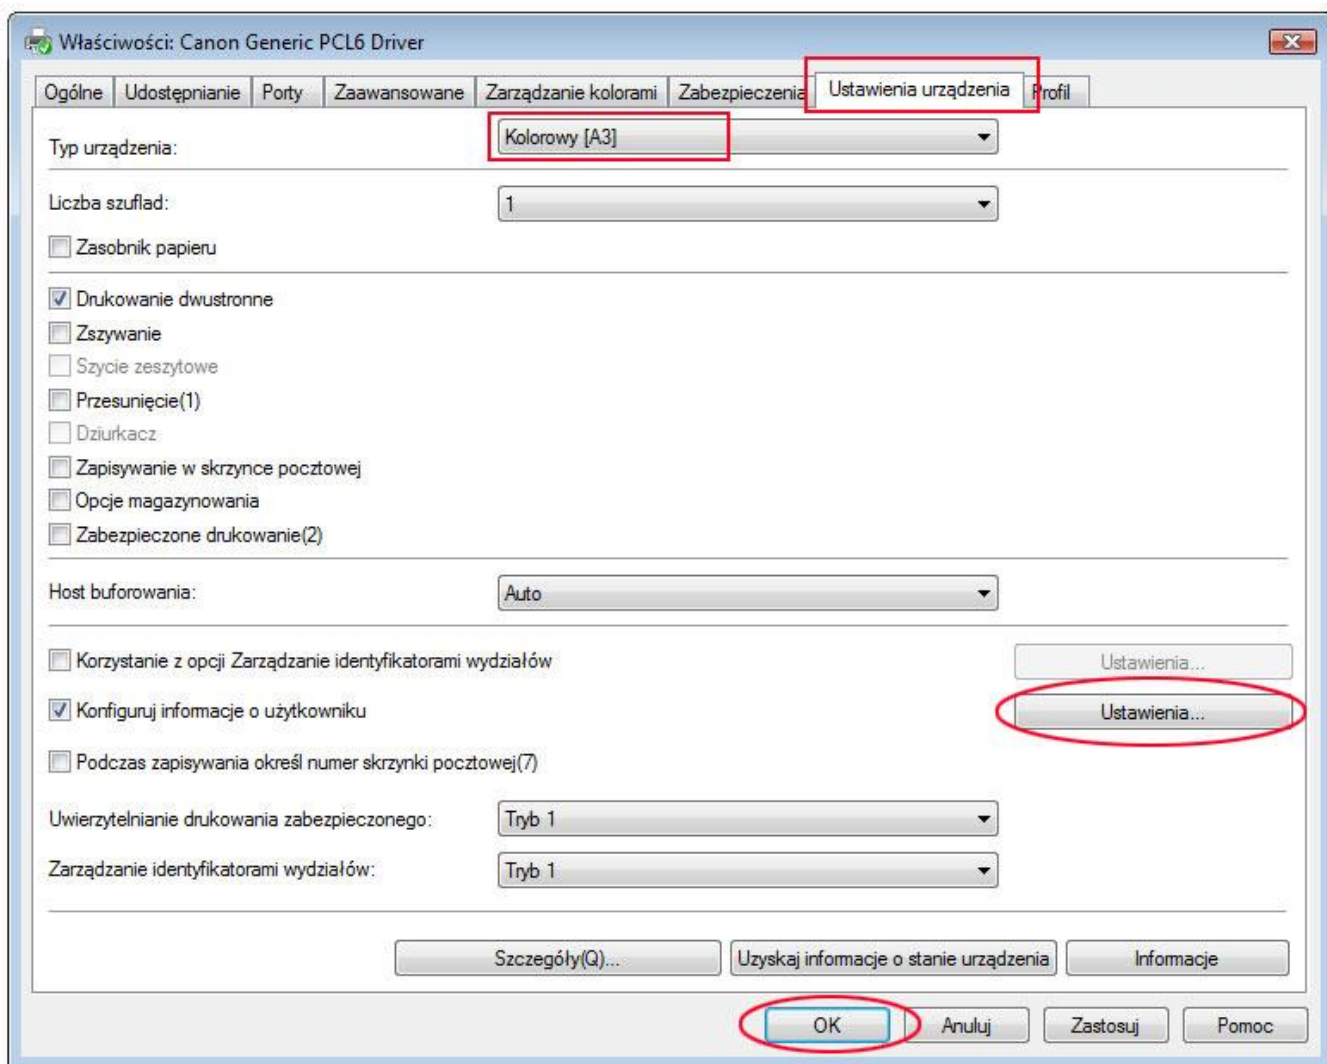 Właściwości: Canon Generic PCL6 Driver
Ogólne Udostępnianie Porty Zaawansowane Zarządzanie kolorami Zabezpieczenia Ustawienia urządzenia Profil
Typ urządzenia: Kolorowy [A3]
Liczba szuflad: 1
Zasobnik papieru
Drukowanie dwustronne
Zszywanie
Szycie zeszytowe
Przesunięcie(1)
Dziurkacz
Zapisywanie w skrzynce pocztowej
Opcje magazynowania
Zabezpieczone drukowanie(2)
Host buforowania: Auto
Korzystanie z opcji Zarządzanie identyfikatorami wydziałów Ustawienia...
Konfiguruj informacje o użytkowniku Ustawienia...
Podczas zapisywania określ numer skrzynki pocztowej(7)
Uwierzytelnianie drukowania zabezpieczonego: Tryb 1
Zarządzanie identyfikatorami wydziałów: Tryb 1
Szczegóły(Q)... Uzyskaj informacje o stanie urządzenia Informacje
OK Anuluj Zastosuj Pomoc